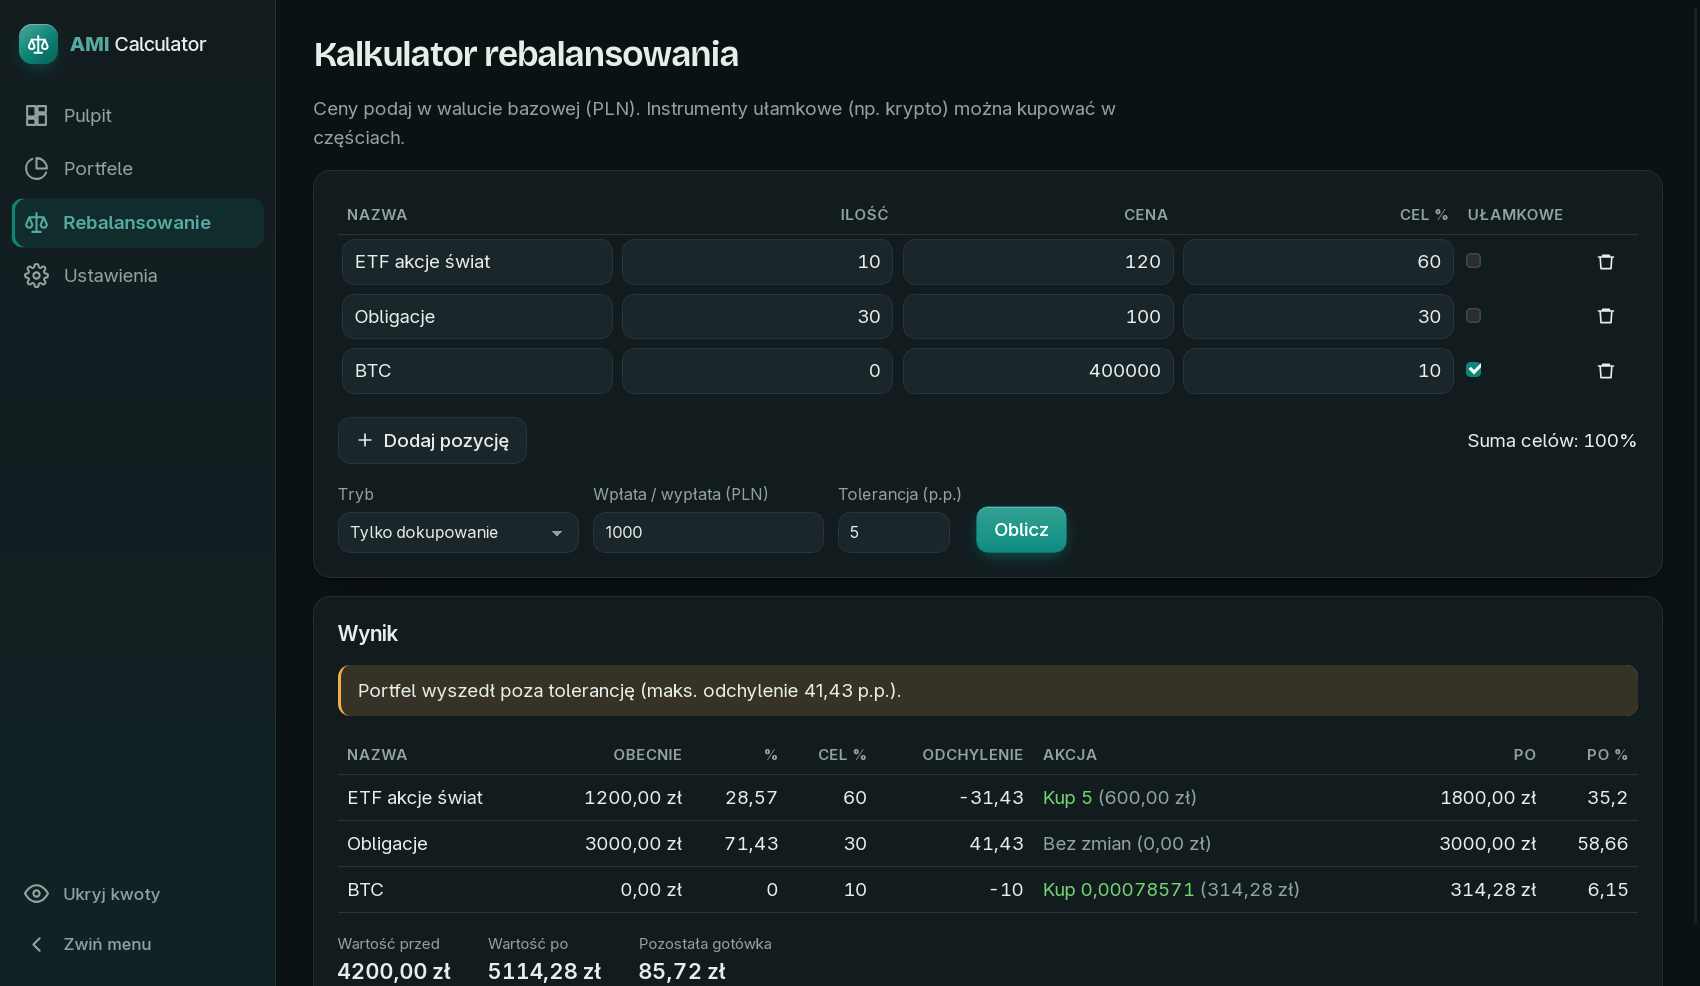 AMI Calculator
Pulpit
Portfele
Rebalansowanie
Ustawienia
Ukryj kwoty
Zwiń menu
Kalkulator rebalansowania
Ceny podaj w walucie bazowej (PLN). Instrumenty ułamkowe (np. krypto) można kupować w
częściach.
NAZWA ILOŚĆ CENA CEL % UŁAMKOWE
ETF akcje świat 10 120 60
Obligacje 30 100 30
BTC 0 400000 10
Dodaj pozycję Suma celów: 100%
Tryb Wpłata / wypłata (PLN) Tolerancja (p.p.)
Tylko dokupowanie 1000 5 Oblicz
Wynik
Portfel wyszedł poza tolerancję (maks. odchylenie 41,43 p.p.).
NAZWA OBECNIE % CEL % ODCHYLENIE AKCJA PO PO %
ETF akcje świat 1200,00 zł 28,57 60 -31,43 Kup 5 (600,00 zł) 1800,00 zł 35,2
Obligacje 3000,00 zł 71,43 30 41,43 Bez zmian (0,00 zł) 3000,00 zł 58,66
BTC 0,00 zł 0 10 -10 Kup 0,00078571 (314,28 zł) 314,28 zł 6,15
Wartość przed Wartość po Pozostała gotówka
4200,00 zł 5114,28 zł 85,72 zł